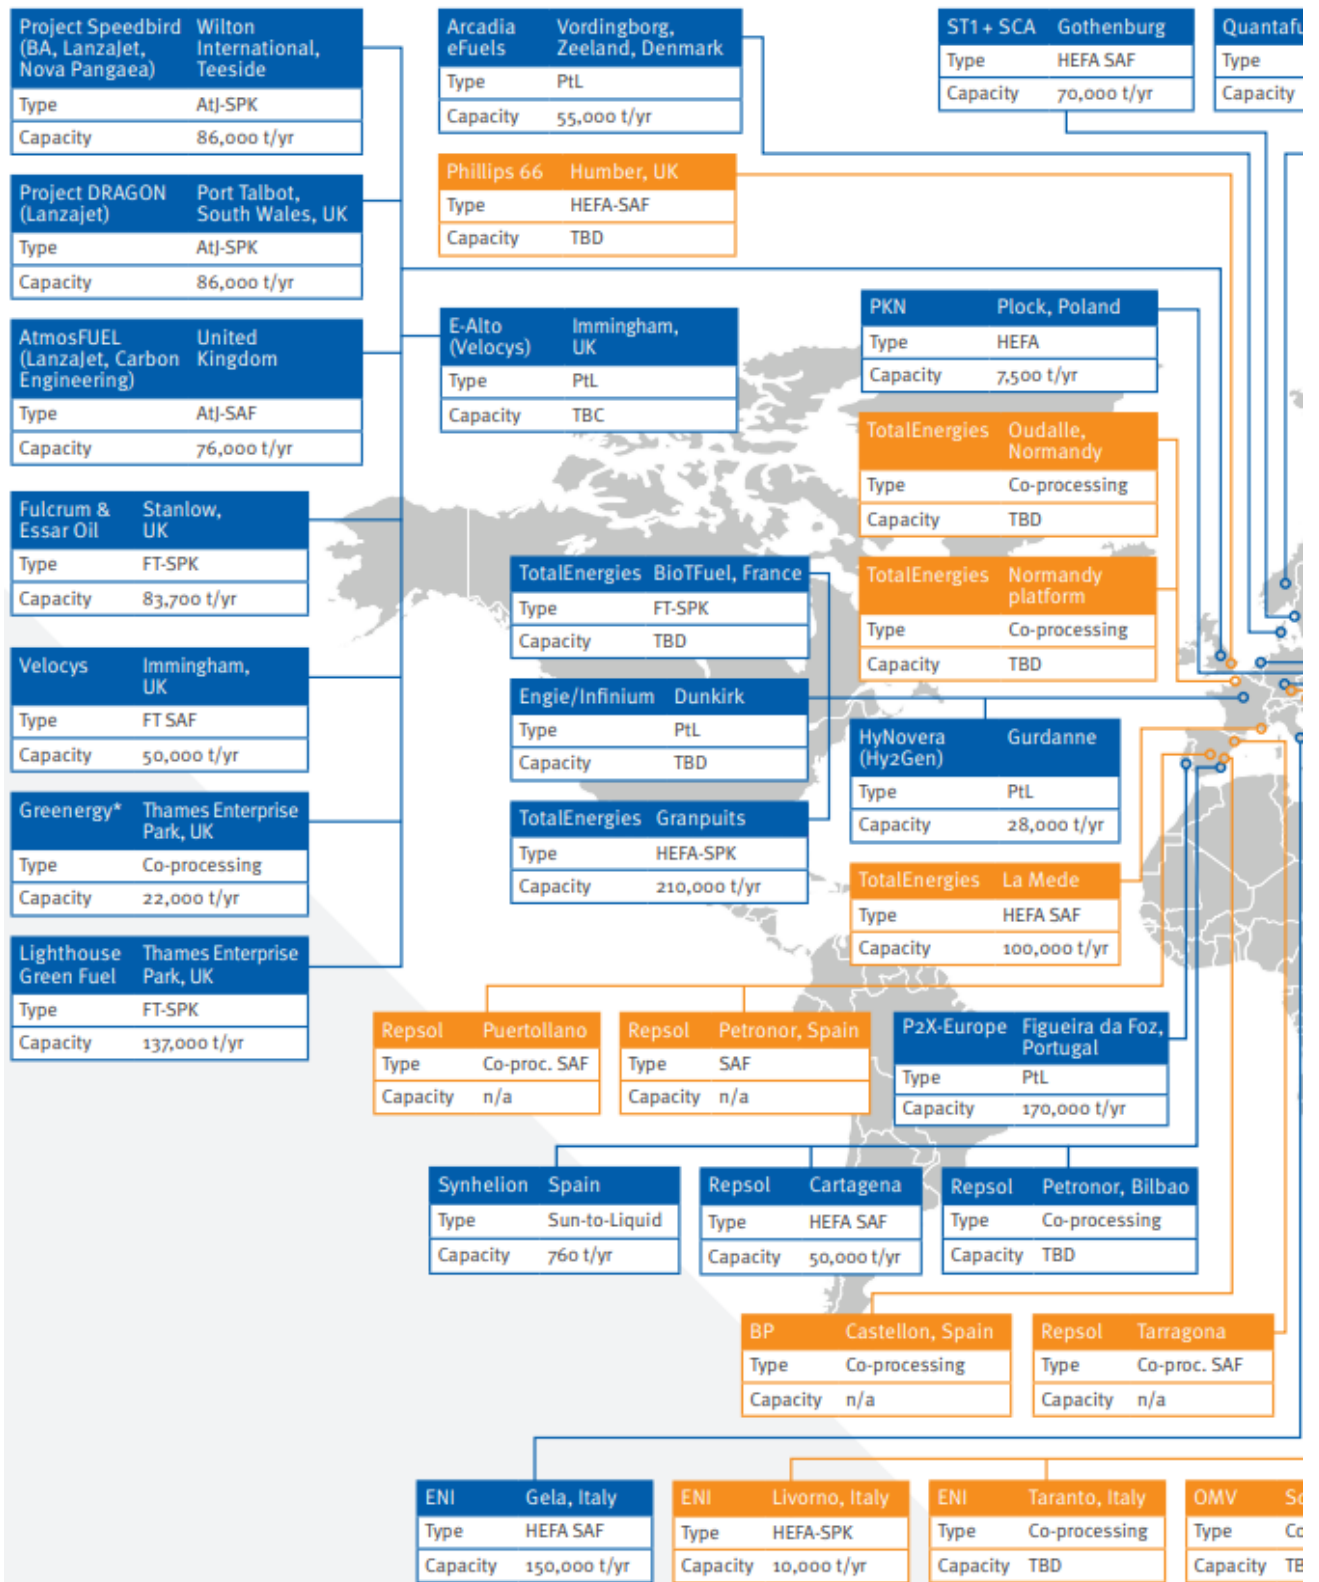 Project Speedbird Wilton
(BA, LanzaJet, International,
Nova Pangaea) Teeside
Type AtJ-SPK
Capacity 86,000 t/yr
Project DRAGON Port Talbot,
(Lanzajet) South Wales, UK
Type AtJ-SPK
Capacity 86,000 t/yr
AtmosFUEL United
(LanzaJet, Carbon Kingdom
Engineering)
Type AtJ-SAF
Capacity 76,000 t/yr
Fulcrum & Stanlow,
Essar Oil UK
Type FT-SPK
Capacity 83,700 t/yr
Velocys Immingham,
UK
Type FT SAF
Capacity 50,000 t/yr
Greenergy* Thames Enterprise
Park, UK
Type Co-processing
Capacity 22,000 t/yr
Lighthouse Thames Enterprise
Green Fuel Park, UK
Type FT-SPK
Capacity 137,000 t/yr
Arcadia Vordingborg,
eFuels Zeeland, Denmark
Type PtL
Capacity 55,000 t/yr
Phillips 66 Humber, UK
Type HEFA-SAF
Capacity TBD
E-Alto Immingham,
(Velocys) UK
Type PtL
Capacity TBC
ST1 + SCA Gothenburg
Type HEFA SAF
Capacity 70,000 t/yr
Quantafu
Type
Capacity
PKN Plock, Poland
Type HEFA
Capacity 7,500 t/yr
TotalEnergies Oudalle,
Normandy
Type Co-processing
Capacity TBD
TotalEnergies Normandy
platform
Type Co-processing
Capacity TBD
TotalEnergies BioTFuel, France
Type FT-SPK
Capacity TBD
Engie/Infinium Dunkirk
Type PtL
Capacity TBD
TotalEnergies Granpuits
Type HEFA-SPK
Capacity 210,000 t/yr
HyNovera Gurdanne
(Hy2Gen)
Type PtL
Capacity 28,000 t/yr
TotalEnergies La Mede
Type HEFA SAF
Capacity 100,000 t/yr
Repsol Puertollano
Type Co-proc. SAF
Capacity n/a
Repsol Petronor, Spain
Type SAF
Capacity n/a
P2X-Europe Figueira da Foz,
Portugal
Type PtL
Capacity 170,000 t/yr
Synhelion Spain
Type Sun-to-Liquid
Capacity 760 t/yr
Repsol Cartagena
Type HEFA SAF
Capacity 50,000 t/yr
Repsol Petronor, Bilbao
Type Co-processing
Capacity TBD
BP Castellon, Spain
Type Co-processing
Capacity n/a
Repsol Tarragona
Type Co-proc. SAF
Capacity n/a
ENI Gela, Italy
Type HEFA SAF
Capacity 150,000 t/yr
ENI Livorno, Italy
Type HEFA-SPK
Capacity 10,000 t/yr
ENI Taranto, Italy
Type Co-processing
Capacity TBD
OMV
Type Co
Capacity